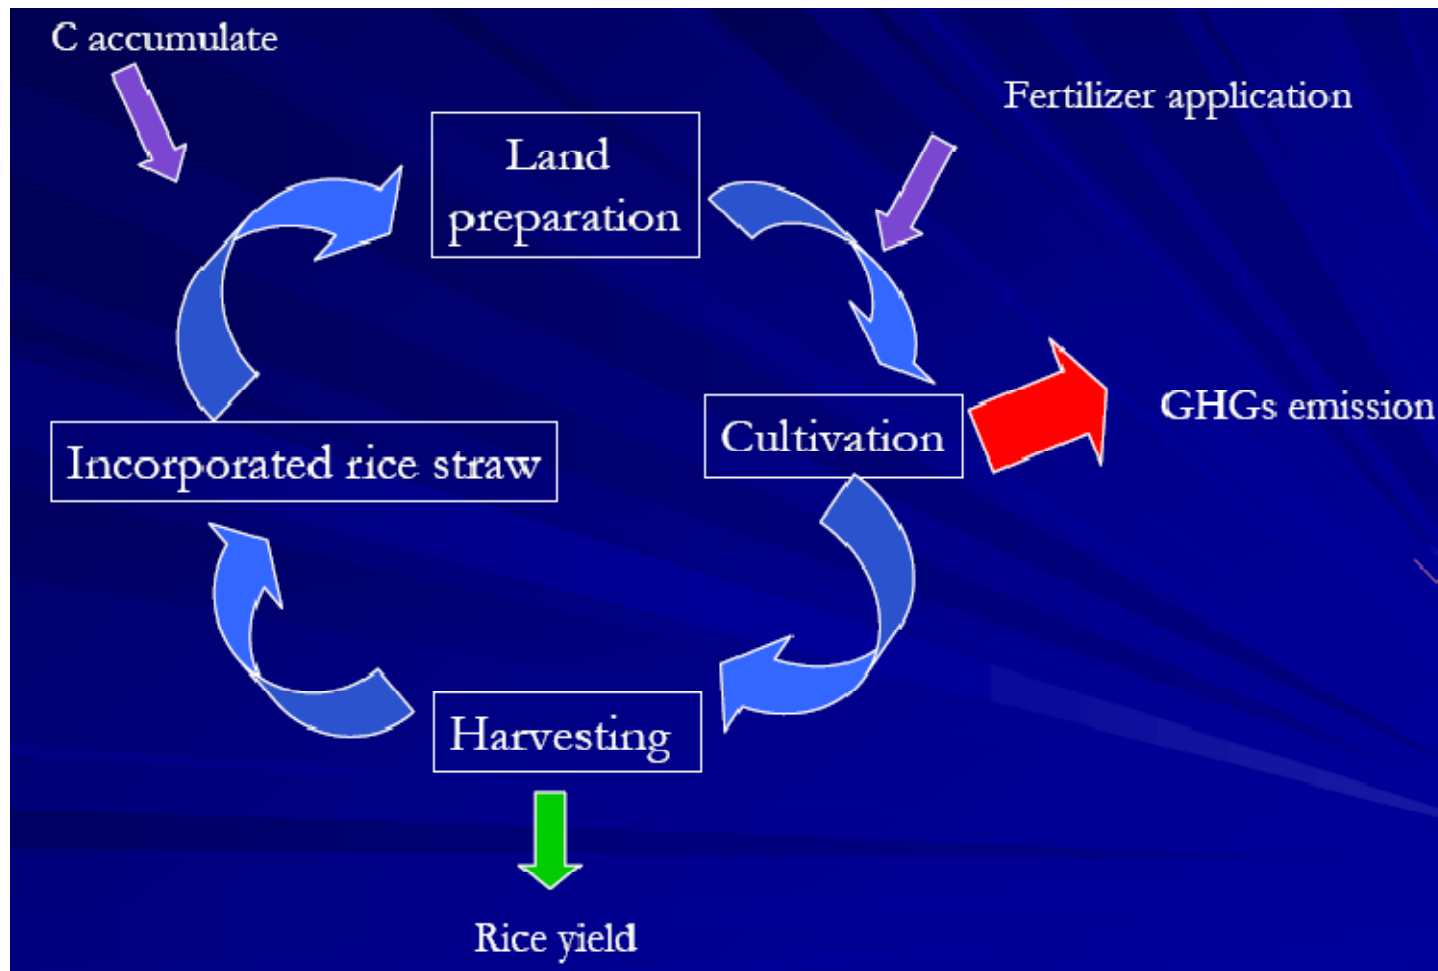 C accumulate
Fertilizer application
Land
preparation
Cultivation
GHGs emission
Incorporated rice straw
Harvesting
Rice yield